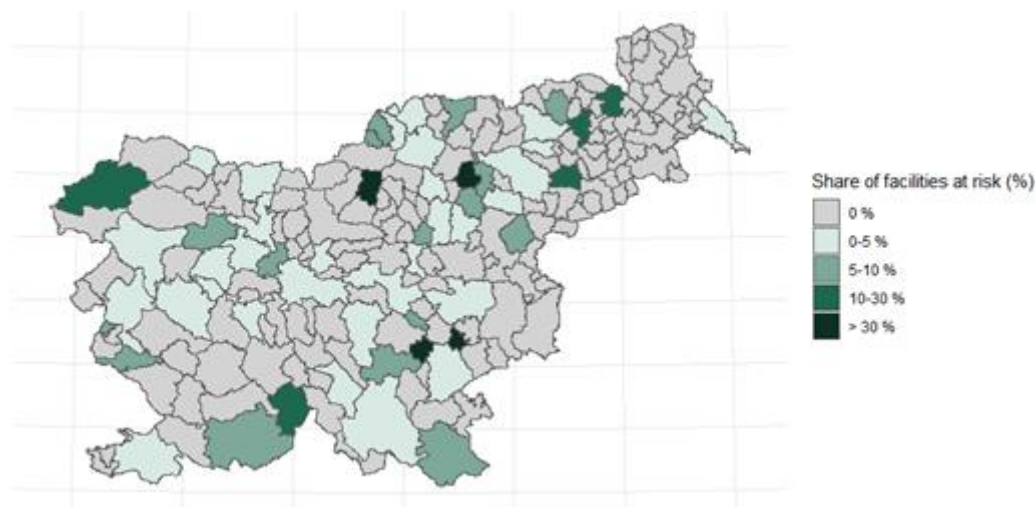 Share of facilities at risk (%)
0 %
0-5 %
5-10 %
10-30 %
> 30 %